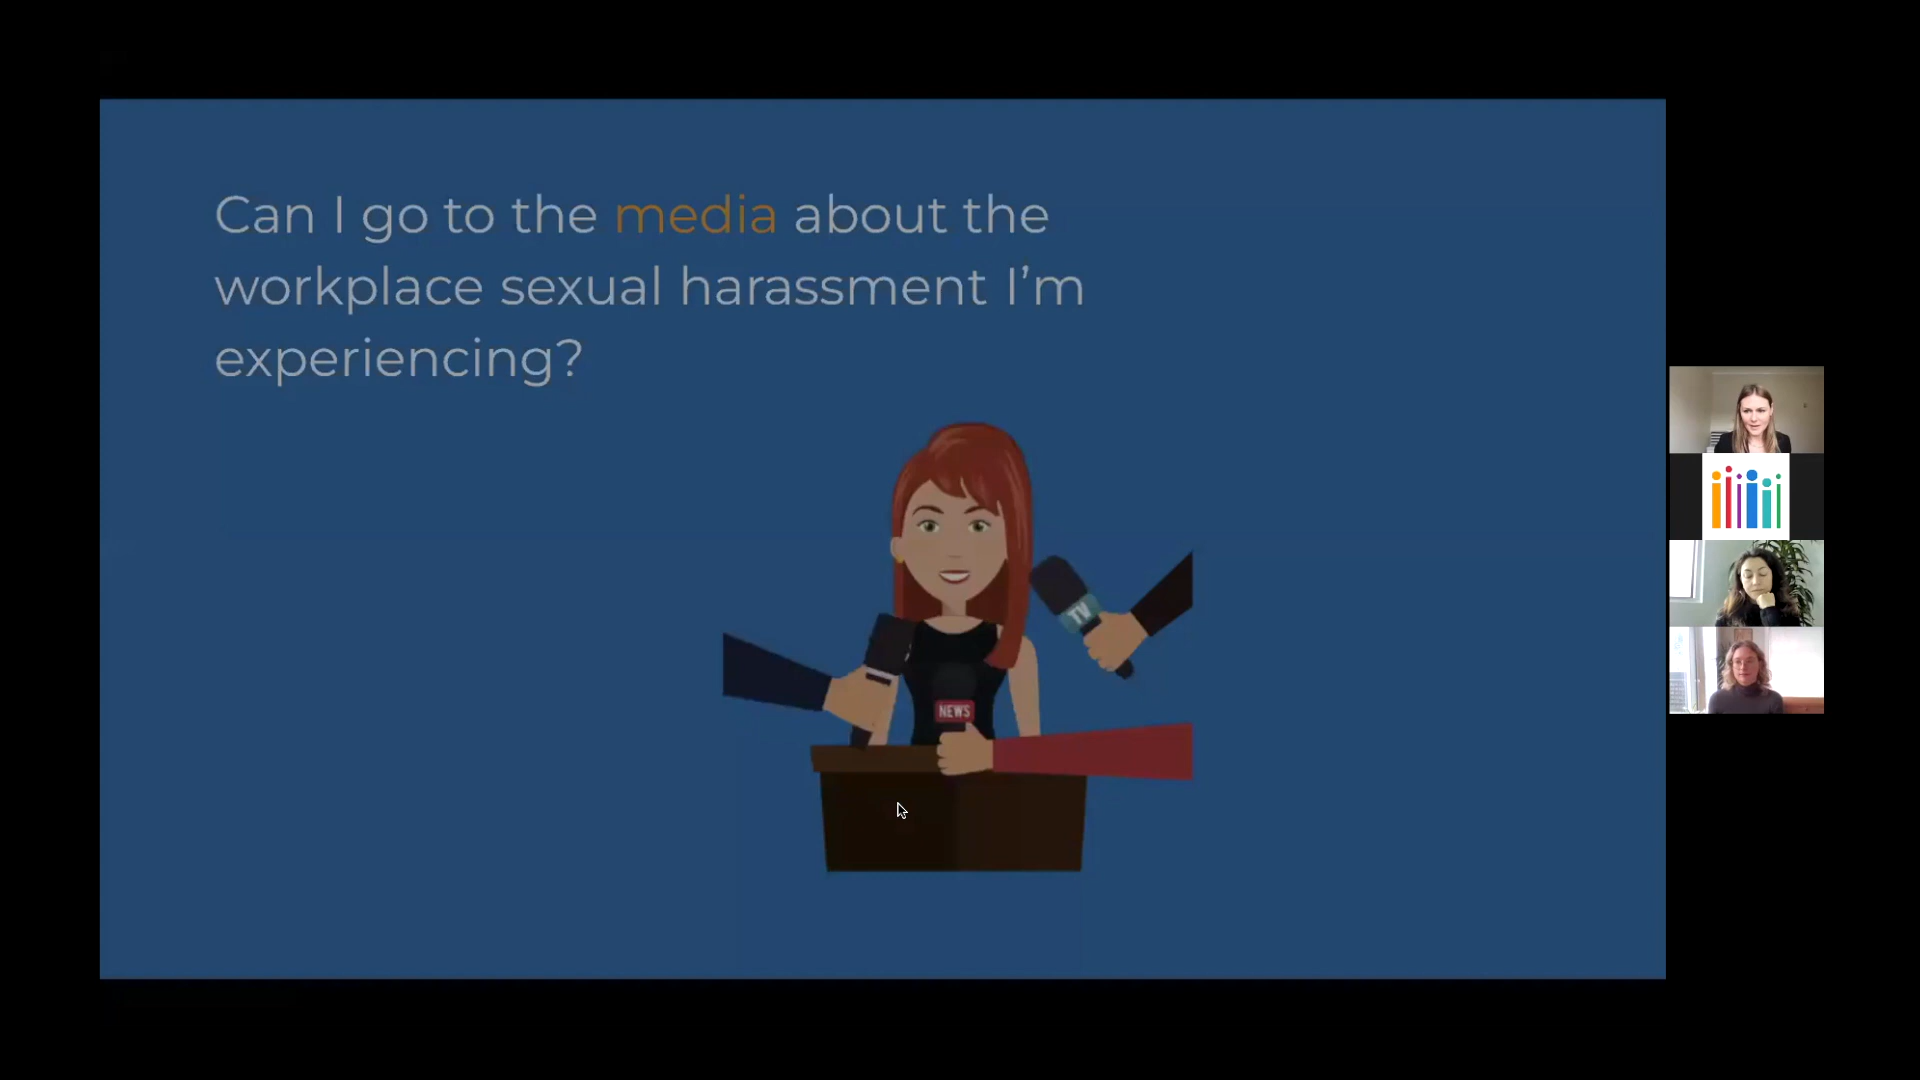 Can I go to the media about the
workplace sexual harassment I’m
experiencing?
TV
NEWS